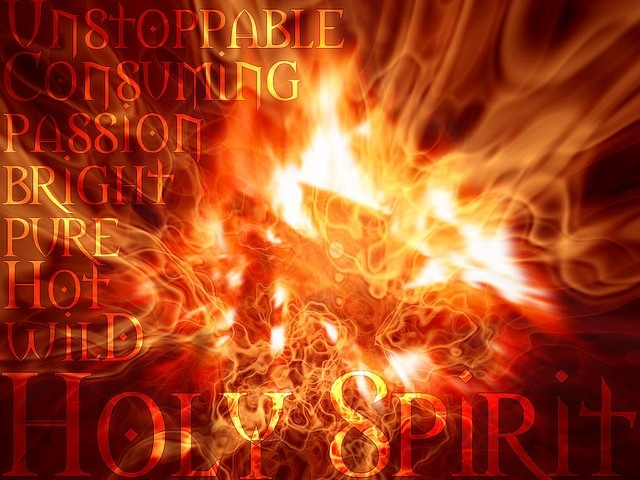 Unstoppable
Consuming
Passion
Bright
Pure
Hot
Wild
Holy Spirit